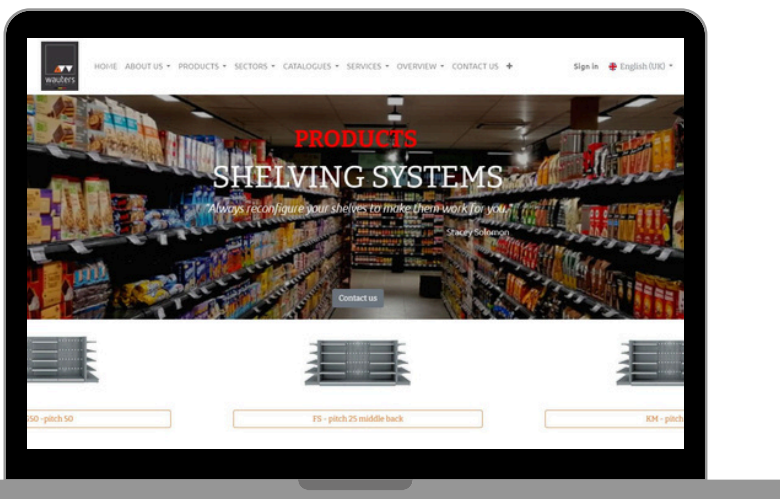 wauters
HOME ABOUT US PRODUCTS SECTORS CATALOGUES SERVICES OVERVIEW CONTACT US +
Sign in English (UK)
PRODUCTS
SHELVING SYSTEMS
"Always reconfigure your shelves to make them work for you."
Stacey Solomon
Contact us
-pitch 50
FS - pitch 25 middle back
KM - pitch